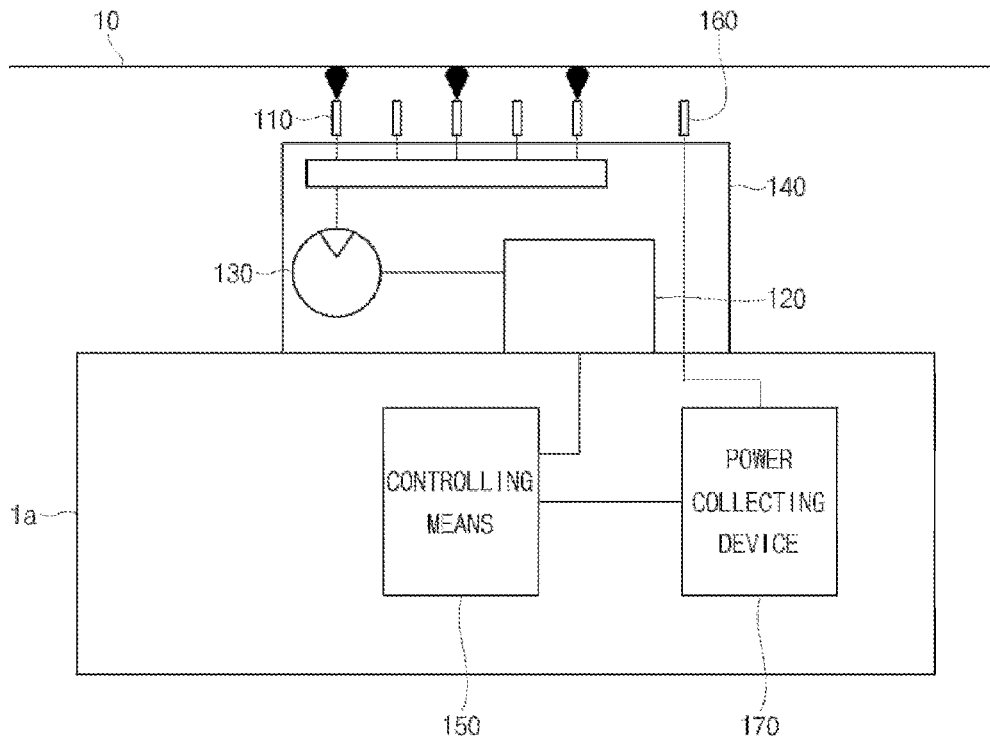 10
160
110
140
130
120
CONTROLLING
MEANS
POWER
COLLECTING
DEVICE
1a
150
170